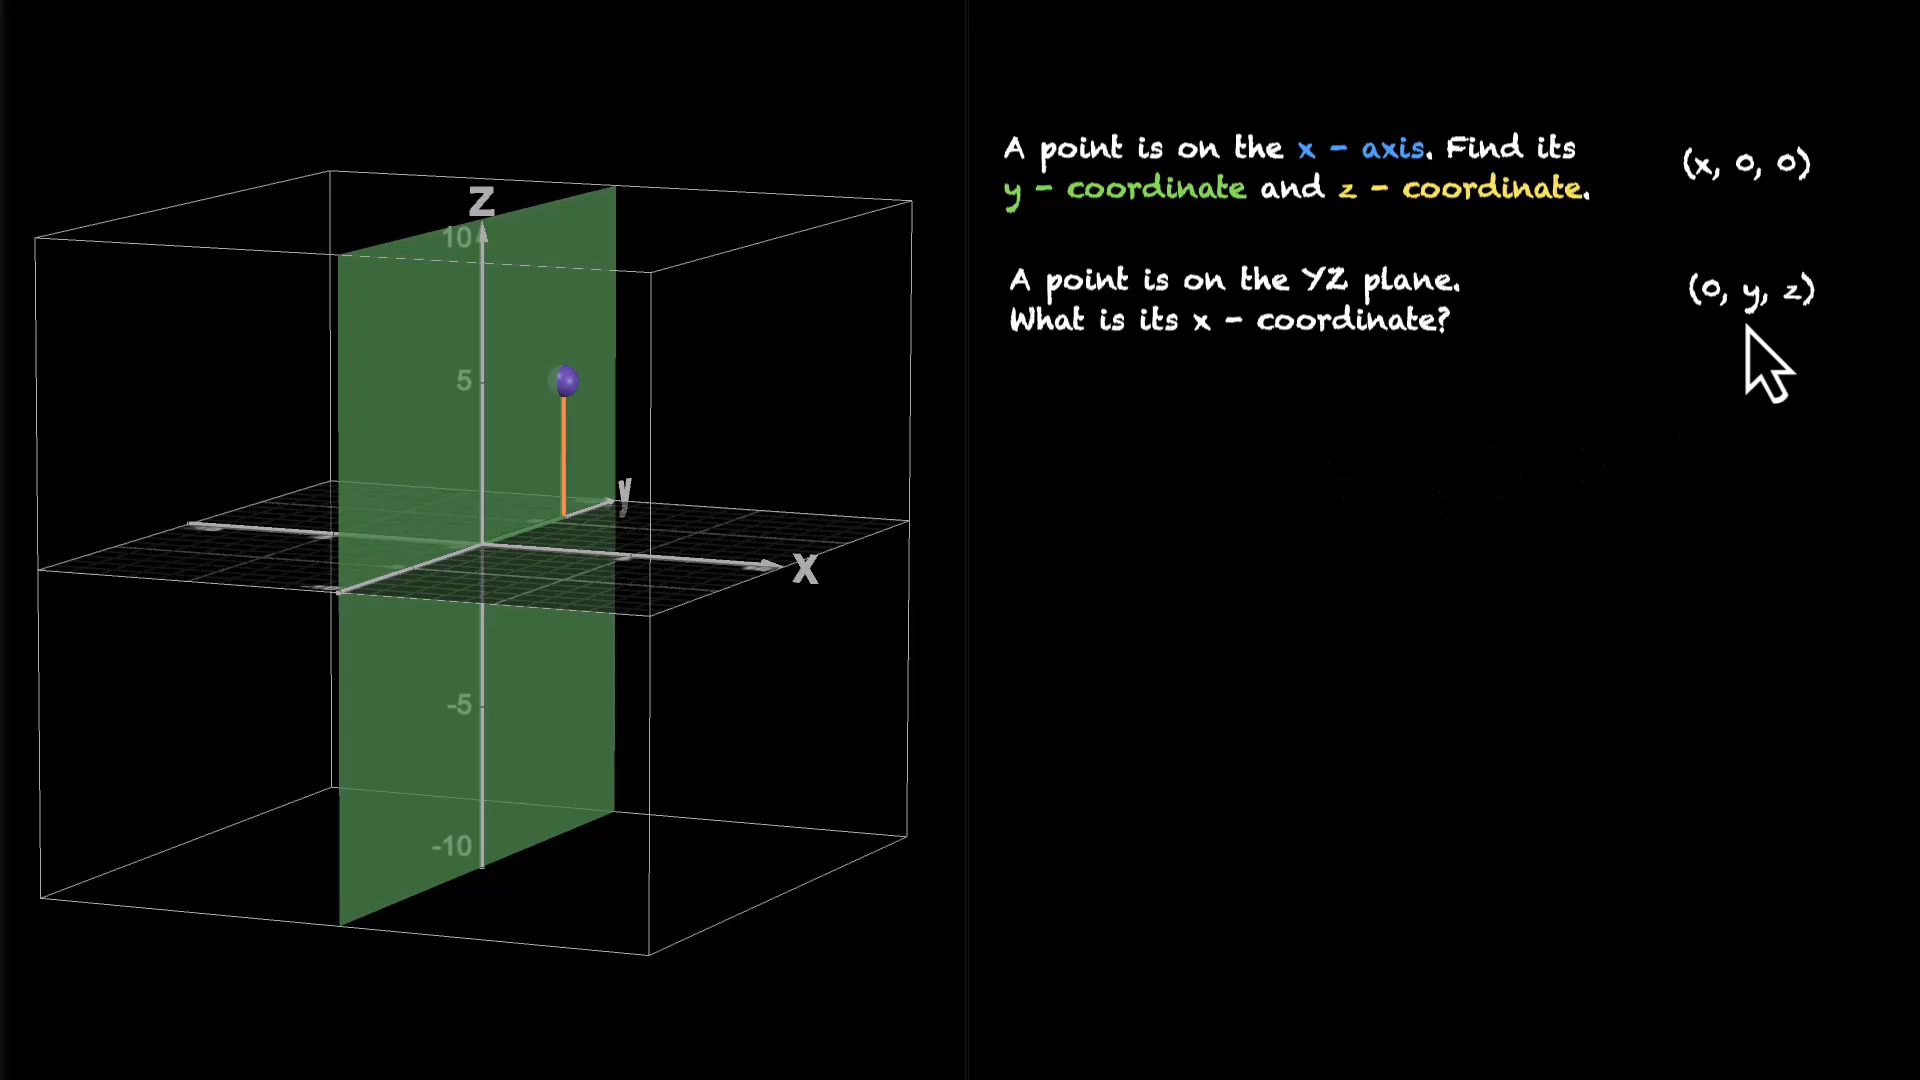 A point is on the x - axis. Find its
y - coordinate and z - coordinate.
(x, 0, 0)
A point is on the YZ plane.
What is its x - coordinate?
(0, y, z)
Z
10
5
y
X
-5
-10